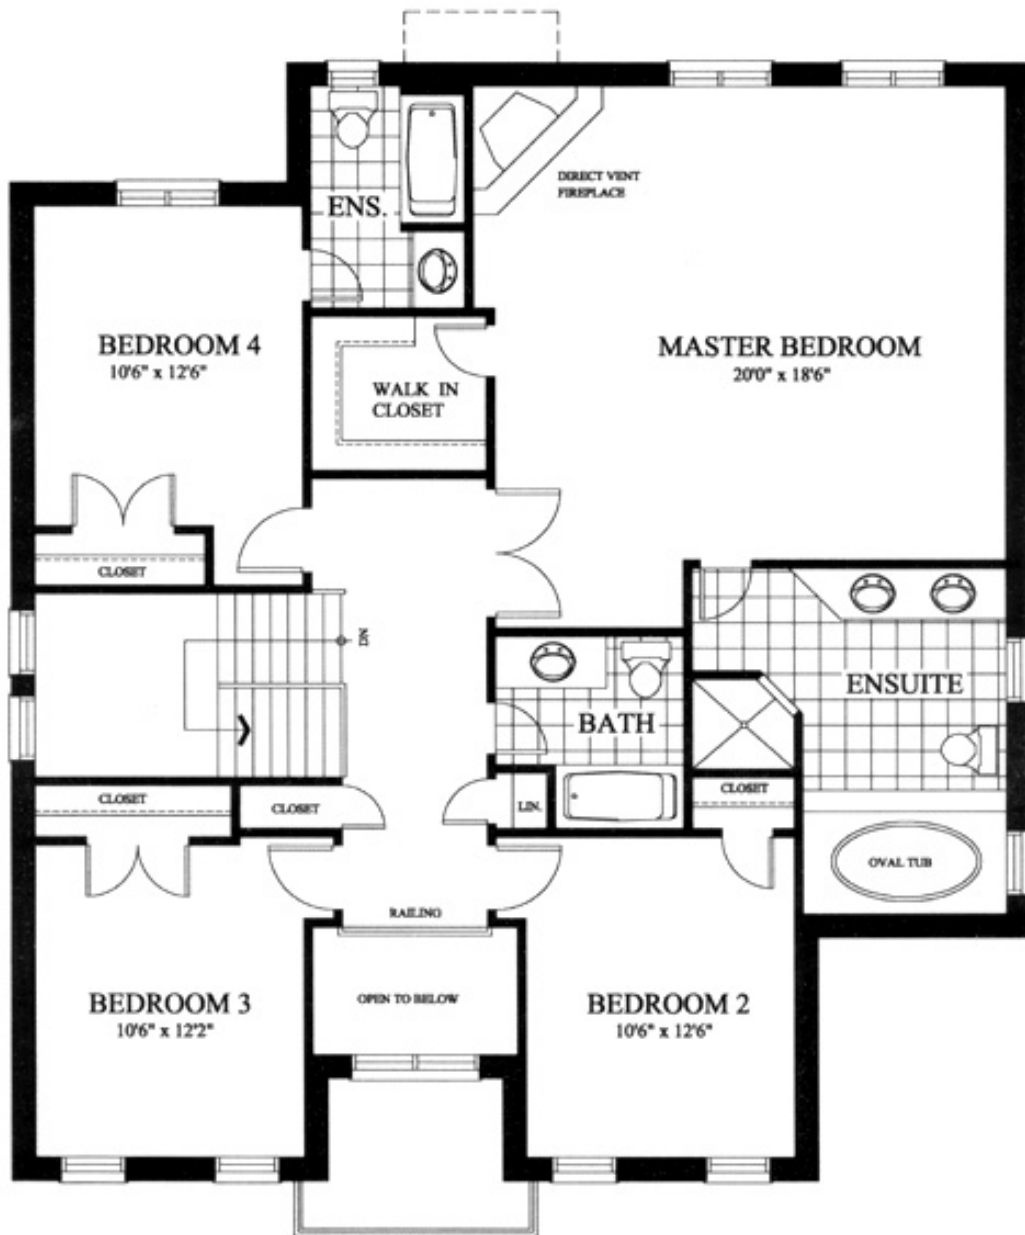 DIRECT VENT
FIREPLACE
ENS.
BEDROOM 4
10'6" x 12'6"
MASTER BEDROOM
20'0" x 18'6"
WALK IN
CLOSET
CLOSET
DN
ENSUITE
BATH
CLOSET
CLOSET
LIN.
CLOSET
OVAL TUB
RAILING
BEDROOM 3
10'6" x 12'2"
OPEN TO BELOW
BEDROOM 2
10'6" x 12'6"